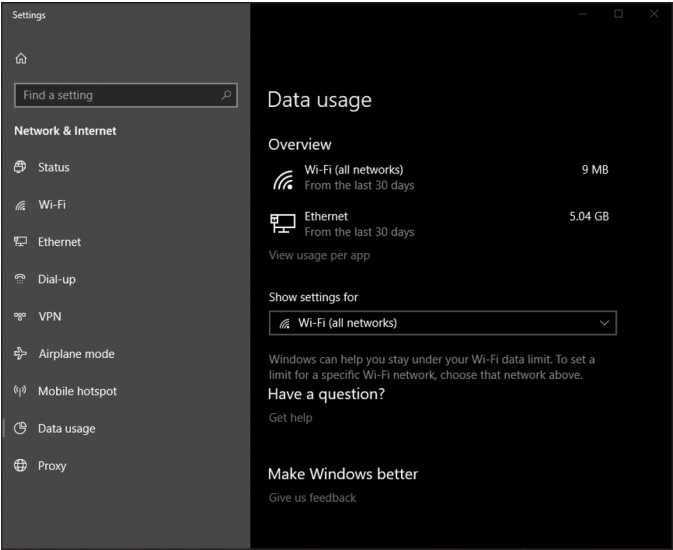 Settings
Find a setting
Network & Internet
Status
Wi-Fi
Ethernet
Dial-up
VPN
Airplane mode
Mobile hotspot
Data usage
Proxy
Data usage
Overview
Wi-Fi (all networks) 9 MB
From the last 30 days
Ethernet 5.04 GB
From the last 30 days
View usage per app
Show settings for
Wi-Fi (all networks)
Windows can help you stay under your Wi-Fi data limit. To set a
limit for a specific Wi-Fi network, choose that network above.
Have a question?
Get help
Make Windows better
Give us feedback